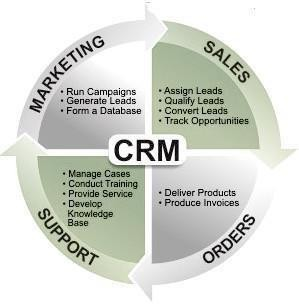 MARKETING
• Run Campaigns
• Generate Leads
• Form a Database
SALES
• Assign Leads
• Qualify Leads
• Convert Leads
• Track Opportunities
CRM
SUPPORT
• Manage Cases
• Conduct Training
• Provide Service
• Develop
Knowledge
Base
ORDERS
• Deliver Products
• Produce Invoices